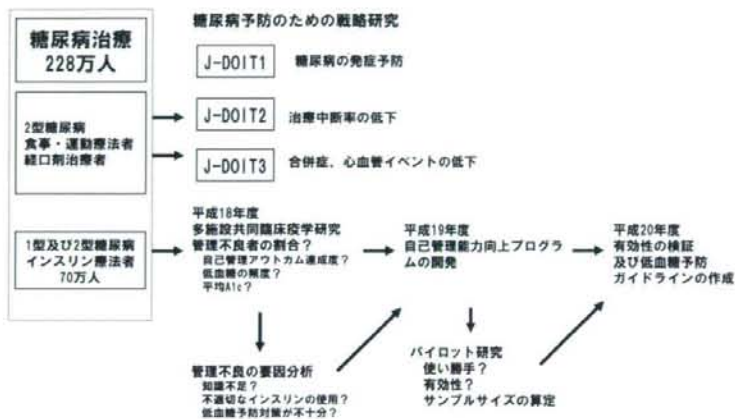 糖尿病予防のための戦略研究
糖尿病治療
228万人
J-DOIT1
糖尿病の発症予防
2型糖尿病
食事・運動療法者
経口剤治療者
J-DOIT2
治療中断率の低下
J-DOIT3
合併症、心血管イベントの低下
1型及び2型糖尿病
インスリン療法者
70万人
平成18年度
多施設共同臨床疫学研究
管理不良者の割合?
自己管理アウトカム達成度?
低血糖の頻度?
平均A1c?
平成19年度
自己管理能力向上プログラ
ムの開発
平成20年度
有効性の検証
及び低血糖予防
ガイドラインの作成
管理不良の要因分析
知識不足?
不適切なインスリンの使用?
低血糖予防対策が不十分?
パイロット研究
使い勝手?
有効性?
サンプルサイズの算定